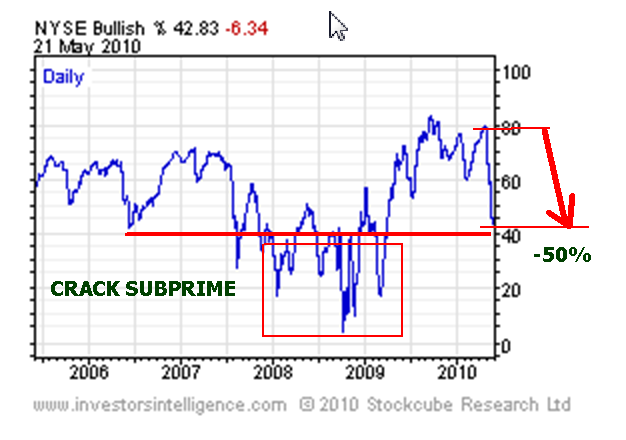 NYSE Bullish % 42.83 -6.34
21 May 2010
Daily
100
80
60
40
-50%
CRACK SUBPRIME
20
0
2006 2007 2008 2009 2010
www.investorsintelligence.com © 2010 Stockcube Research Ltd